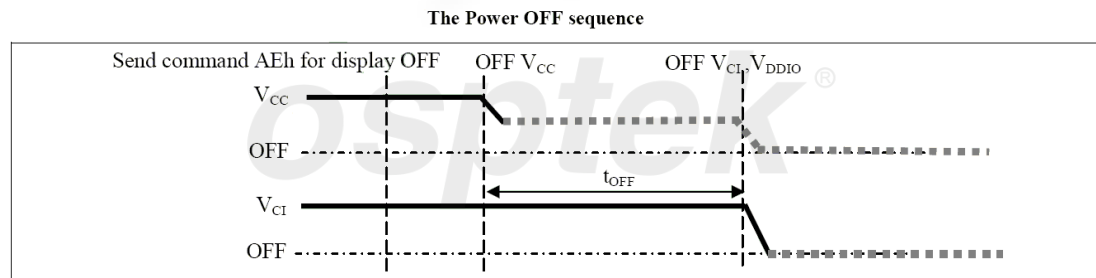 The Power OFF sequence
Send command AEh for display OFF OFF VCC OFF VCI, VDDIO
VCC
osptek®
OFF
tOFF
VCI
OFF